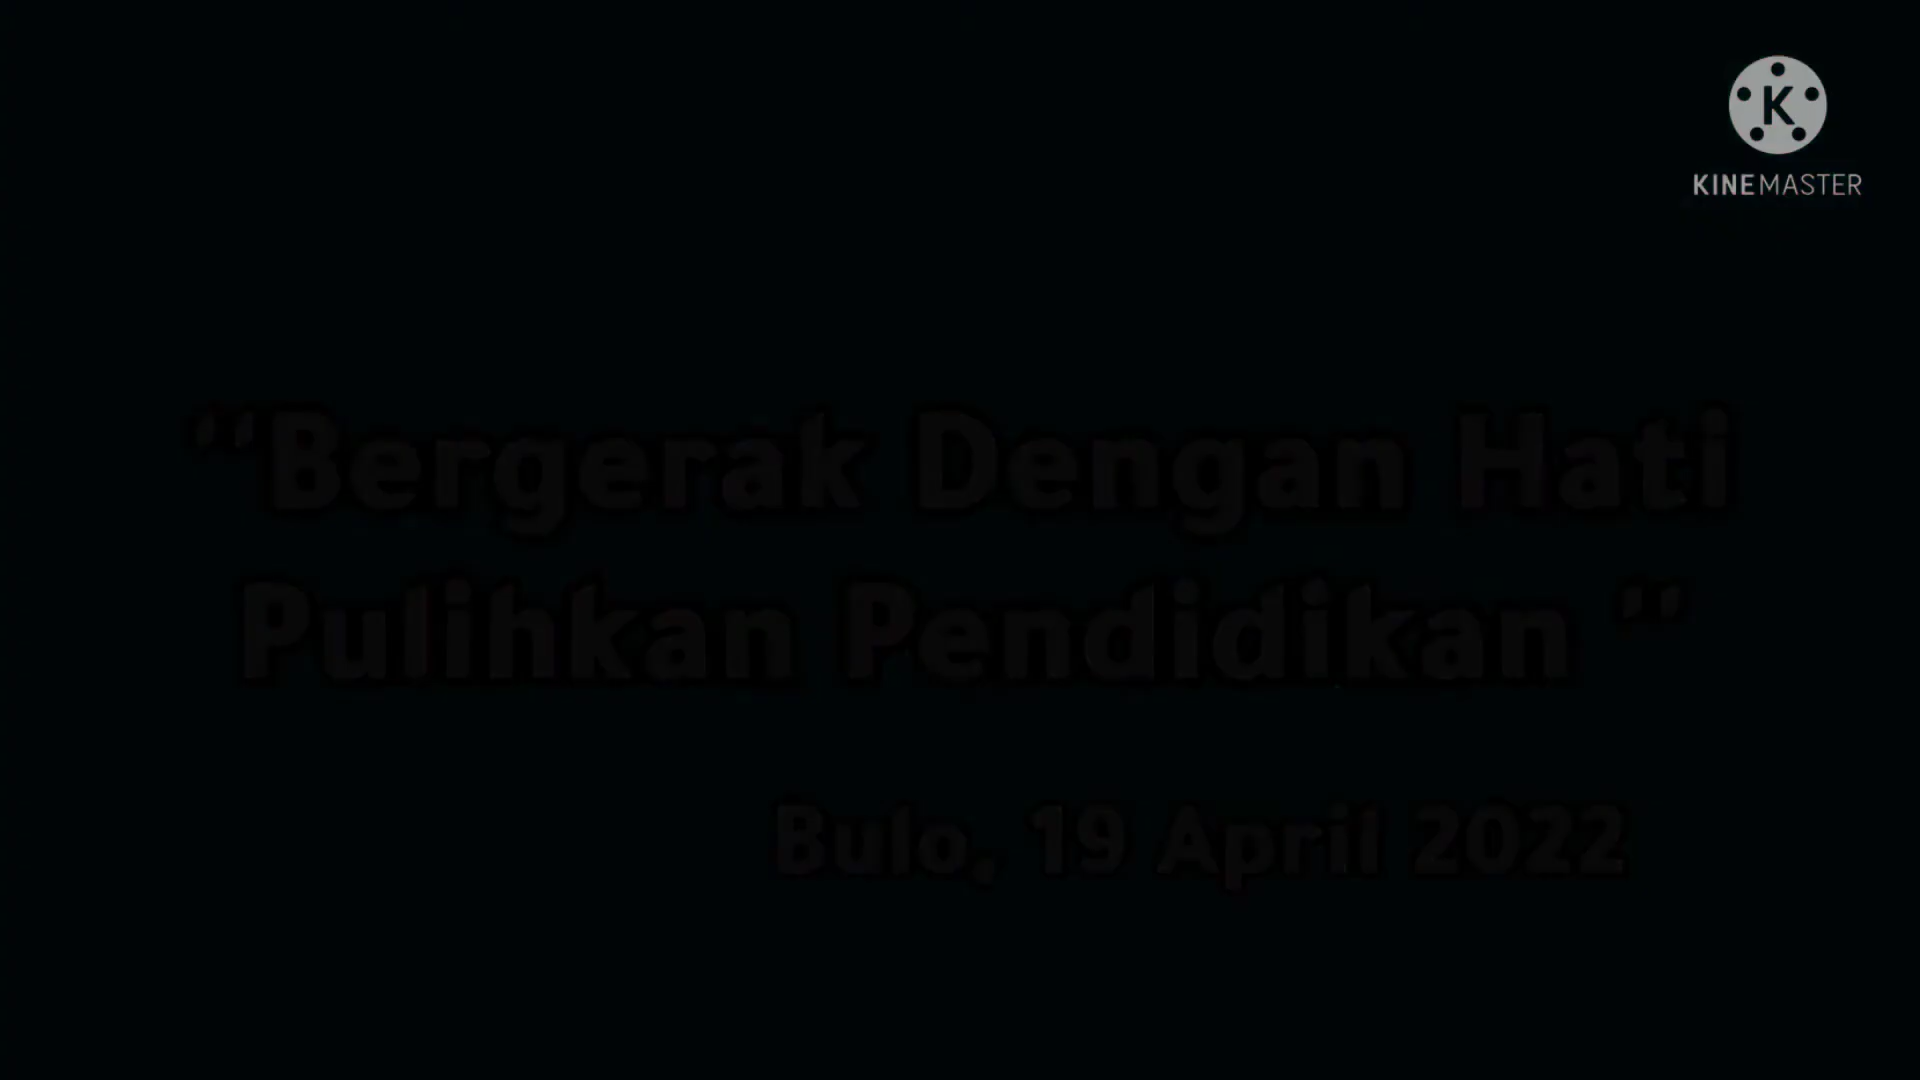 K
KINEMASTER
"Bergerak Dengan Hati
Pulihkan Pendidikan "
Bulo, 19 April 2022